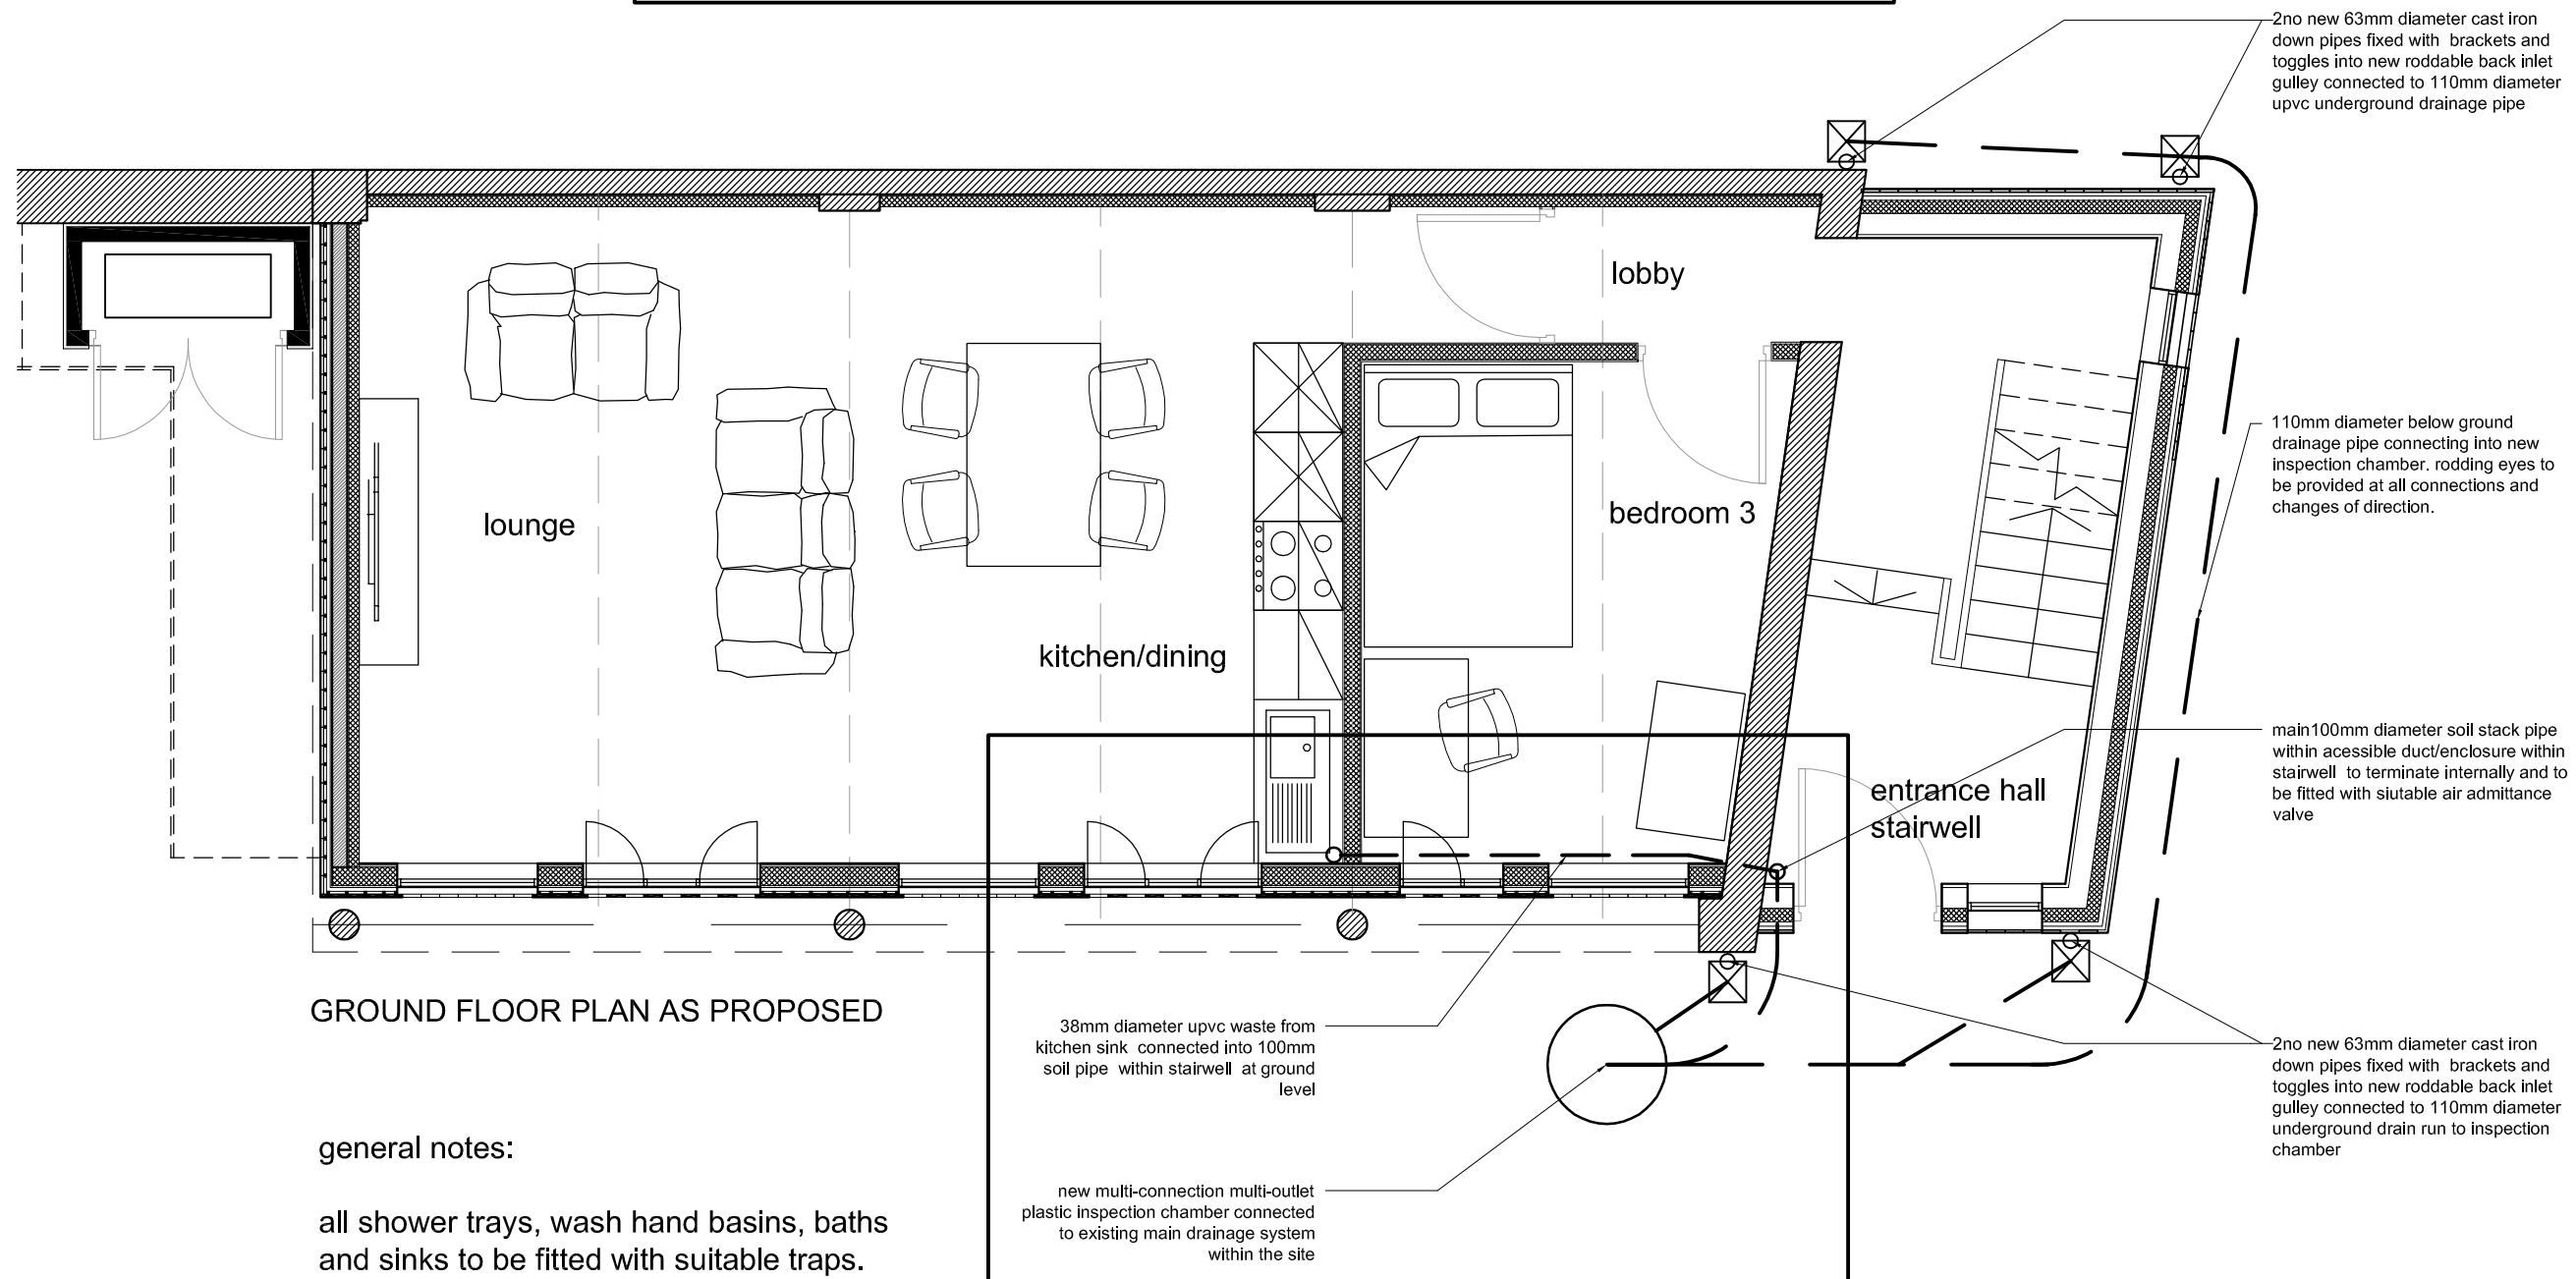 2no new 63mm diameter cast iron
down pipes fixed with brackets and
toggles into new roddable back inlet
gulley connected to 110mm diameter
upvc underground drainage pipe
lobby
110mm diameter below ground
drainage pipe connecting into new
inspection chamber. rodding eyes to
be provided at all connections and
changes of direction.
lounge
bedroom 3
kitchen/dining
main100mm diameter soil stack pipe
within acessible duct/enclosure within
stairwell to terminate internally and to
be fitted with siutable air admittance
valve
entrance hall
stairwell
GROUND FLOOR PLAN AS PROPOSED
38mm diameter upvc waste from
kitchen sink connected into 100mm
soil pipe within stairwell at ground
level
2no new 63mm diameter cast iron
down pipes fixed with brackets and
toggles into new roddable back inlet
gulley connected to 110mm diameter
underground drain run to inspection
chamber
general notes:
all shower trays, wash hand basins, baths
and sinks to be fitted with suitable traps.
new multi-connection multi-outlet
plastic inspection chamber connected
to existing main drainage system
within the site